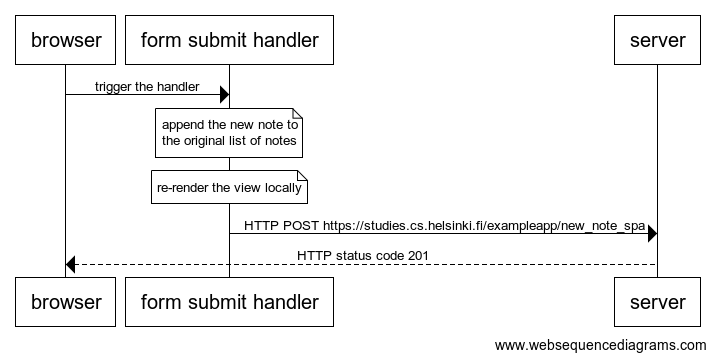 browser
form submit handler
server
trigger the handler
append the new note to
the original list of notes
re-render the view locally
HTTP POST https://studies.cs.helsinki.fi/exampleapp/new_note_spa
HTTP status code 201
browser
form submit handler
server
www.websequencediagrams.com